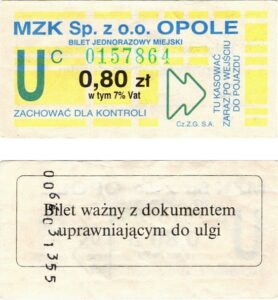 MZK Sp. z o.o. OPOLE
BILET JEDNORAZOWY MIEJSKI
U C 0157864
0,80 zł
w tym 7% Vat
ZACHOWAĆ DLA KONTROLI
Cz.Z.G. S.A.
TU KASOWAĆ
ZARAZ PO WEJŚCIU
DO POJAZDU
Bilet ważny z dokumentem
uprawniającym do ulgi